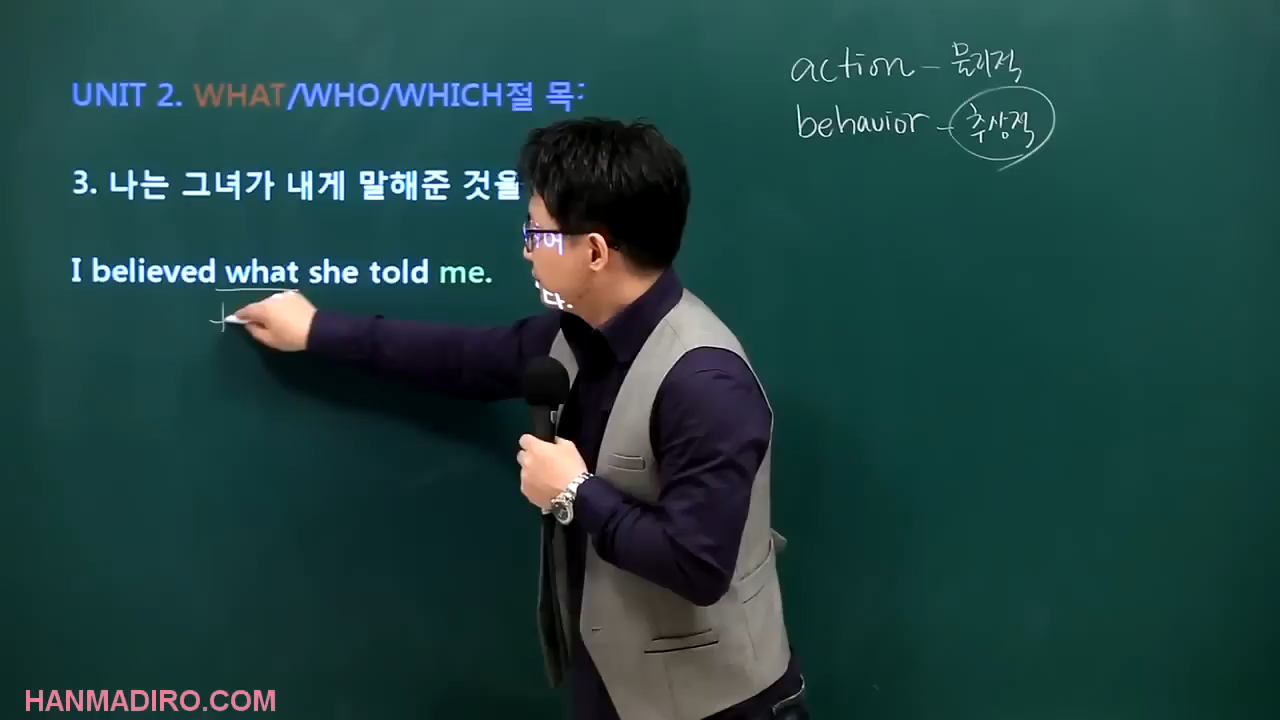 UNIT 2. WHAT/WHO/WHICH절
3. 나는 그녀가 내게 말해준 것을
I believed what she told me.
action - 물리적
behavior - 추상적
HANMADIRO.COM